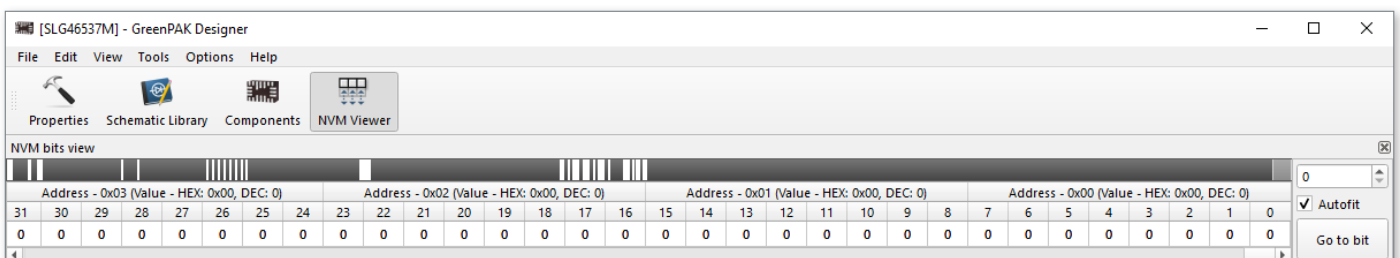 [SLG46537M] - GreenPAK Designer
File Edit View Tools Options Help
Properties Schematic Library Components NVM Viewer
NVM bits view
0
Address - 0x03 (Value - HEX: 0x00, DEC: 0) Address - 0x02 (Value - HEX: 0x00, DEC: 0) Address - 0x01 (Value - HEX: 0x00, DEC: 0) Address - 0x00 (Value - HEX: 0x00, DEC: 0)
31 30 29 28 27 26 25 24 23 22 21 20 19 18 17 16 15 14 13 12 11 10 9 8 7 6 5 4 3 2 1 0
Autofit
0 0 0 0 0 0 0 0 0 0 0 0 0 0 0 0 0 0 0 0 0 0 0 0 0 0 0 0 0 0 0 0
Go to bit